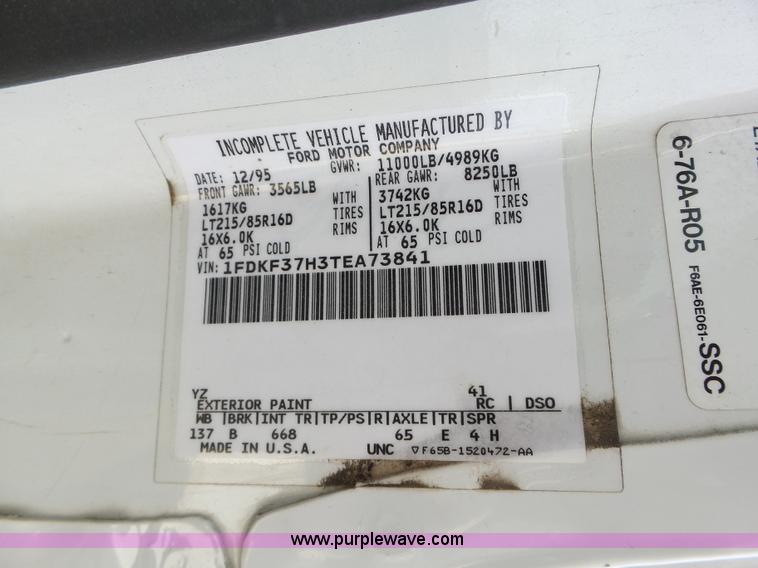 INCOMPLETE VEHICLE MANUFACTURED BY
FORD MOTOR COMPANY
DATE: 12/95 GVWR: 11000LB/4989KG
FRONT GAWR: 3565LB REAR GAWR: 8250LB
1617KG WITH 3742KG WITH
LT215/85R16D TIRES LT215/85R16D TIRES
16X6.0K RIMS 16X6.0K RIMS
AT 65 PSI COLD AT 65 PSI COLD
VIN: 1FDKF37H3TEA73841
YZ 41
EXTERIOR PAINT RC | DSO
WB |BRK|INT TR|TP/PS|R|AXLE|TR|SPR
137 B 668 65 E 4 H
MADE IN U.S.A. UNC ▽F65B-1520472-AA
6-76A-R05 F6AE-6E061-SSC
www.purplewave.com